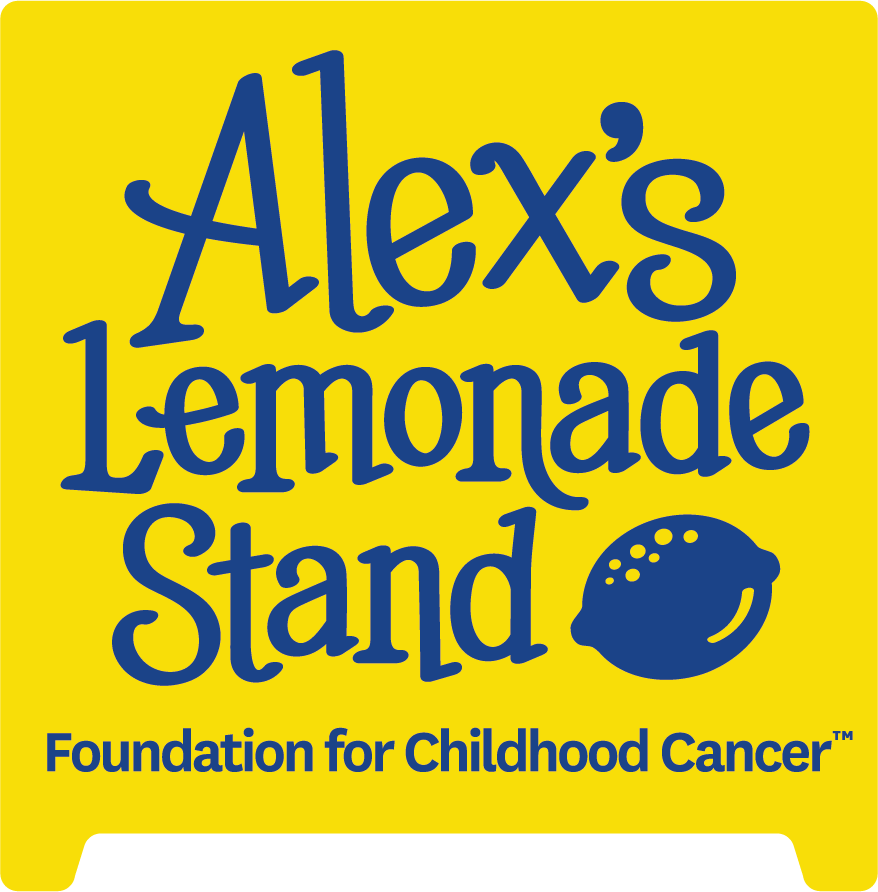 Alex's
Lemonade
Stand
Foundation for Childhood Cancer™